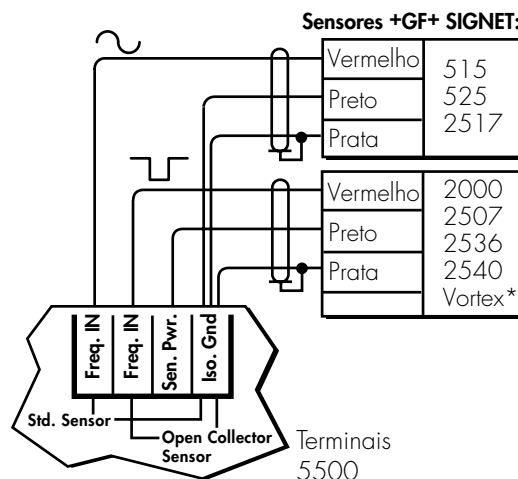 Sensores +GF+ SIGNET:
Vermelho
Preto
Prata
515
525
2517
Vermelho
Preto
Prata
2000
2507
2536
2540
Vortex*
Freq. IN
Freq. IN
Sen. Pwr.
Iso. Gnd
Std. Sensor
Open Collector
Sensor
Terminais
5500